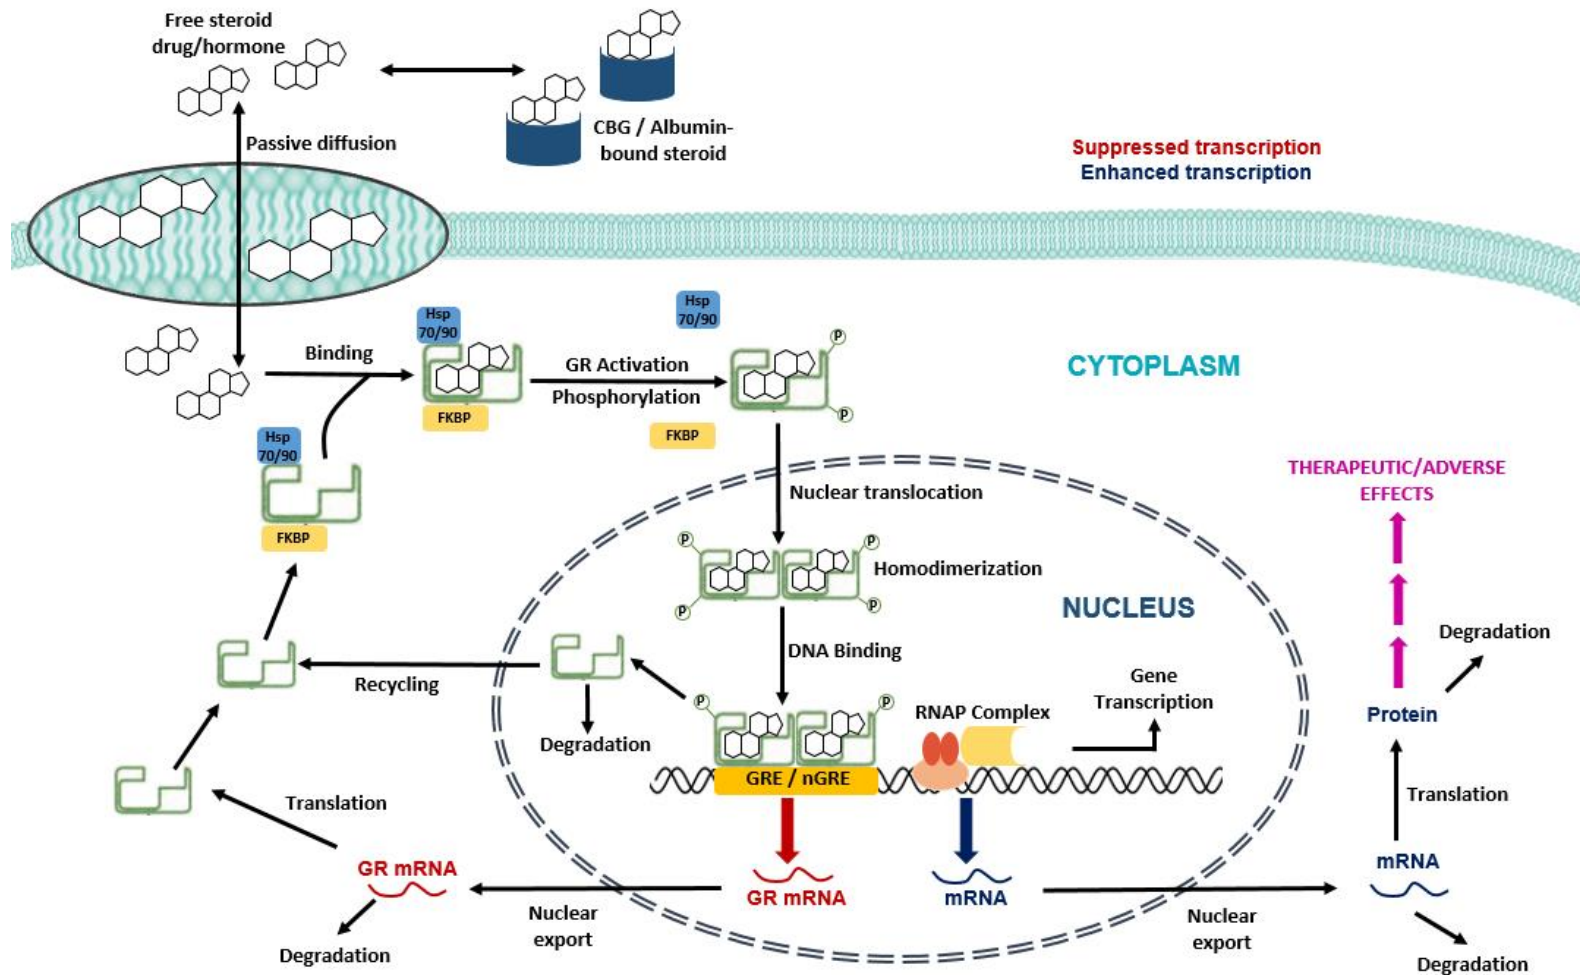 Free steroid
drug/hormone
CBG / Albumin-
bound steroid
Passive diffusion
Suppressed transcription
Enhanced transcription
Hsp
70/90
Hsp
70/90
P
Binding
GR Activation
Phosphorylation
CYTOPLASM
FKBP
P
FKBP
Hsp
70/90
FKBP
Nuclear translocation
THERAPEUTIC/ADVERSE
EFFECTS
P
P
Homodimerization
P
P
NUCLEUS
DNA Binding
Degradation
Recycling
Gene
Transcription
P
P
RNAP Complex
Protein
Degradation
GRE / nGRE
Translation
Translation
GR mRNA
mRNA
GR mRNA
mRNA
Nuclear
export
Nuclear
export
Degradation
Degradation